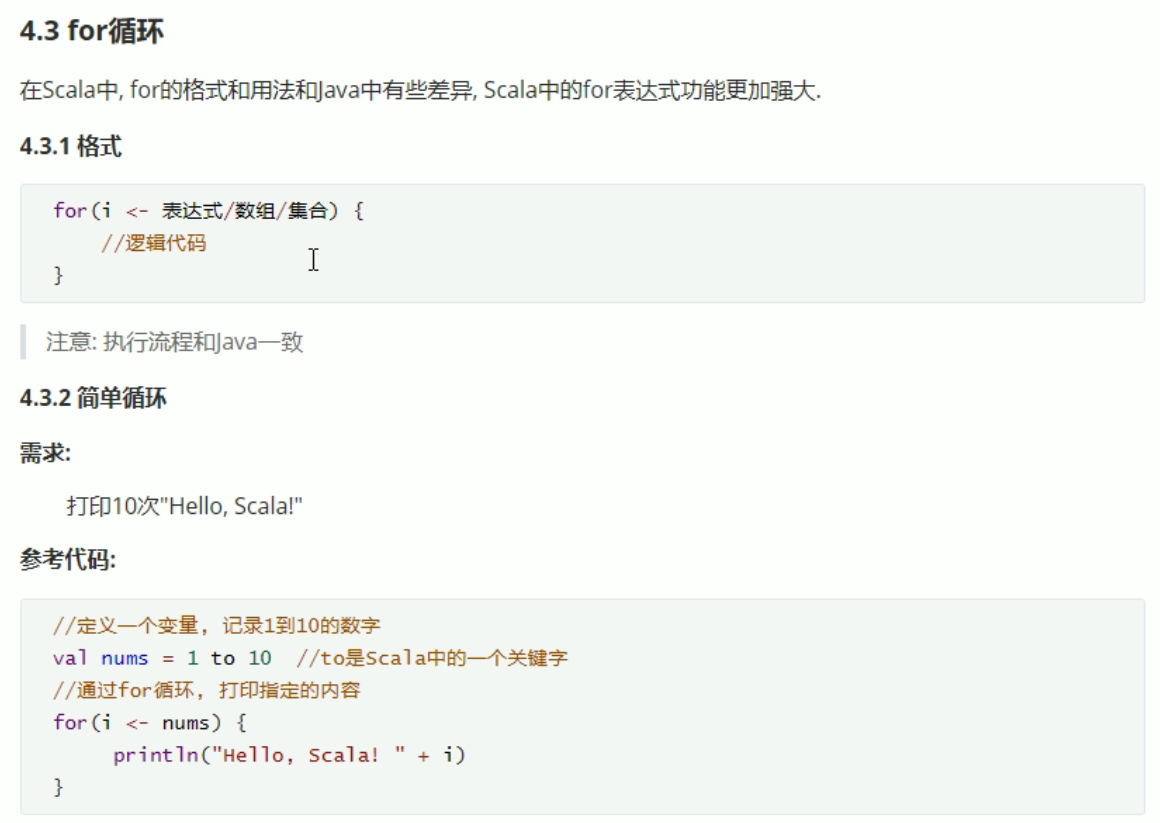 4.3 for循环
在Scala中, for的格式和用法和Java中有些差异, Scala中的for表达式功能更加强大.
4.3.1 格式
for(i <- 表达式/数组/集合) {
    //逻辑代码
}
注意: 执行流程和Java一致
4.3.2 简单循环
需求:
打印10次"Hello, Scala!"
参考代码:
//定义一个变量, 记录1到10的数字
val nums = 1 to 10  //to是Scala中的一个关键字
//通过for循环, 打印指定的内容
for(i <- nums) {
     println("Hello, Scala! " + i)
}